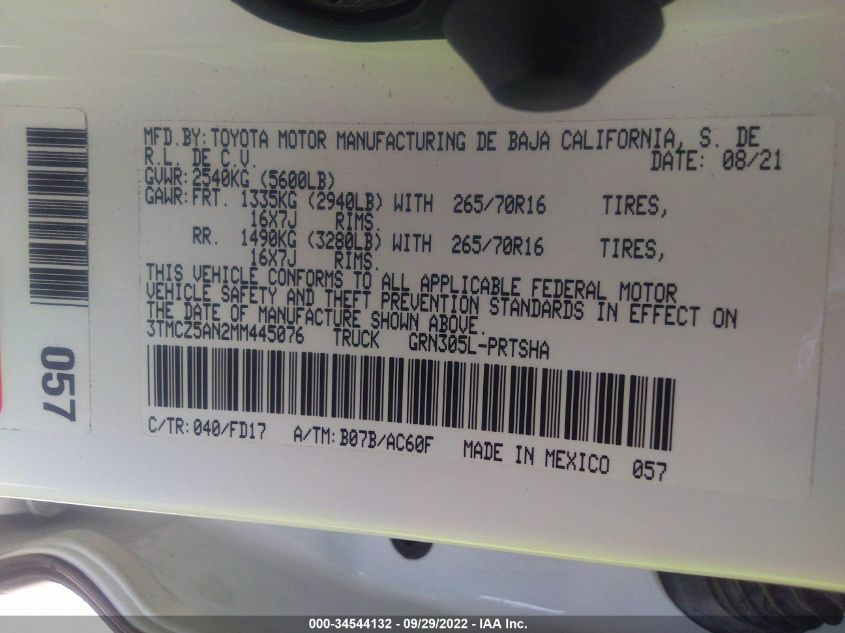 MFD.BY:TOYOTA MOTOR MANUFACTURING DE BAJA CALIFORNIA, S. DE
R.L. DE C.V. DATE: 08/21
GVWR:2540KG (5600LB)
GAWR:FRT. 1335KG (2940LB) WITH 265/70R16 TIRES,
16X7J RIMS.
RR. 1490KG (3280LB) WITH 265/70R16 TIRES,
16X7J RIMS.
THIS VEHICLE CONFORMS TO ALL APPLICABLE FEDERAL MOTOR
VEHICLE SAFETY AND THEFT PREVENTION STANDARDS IN EFFECT ON
THE DATE OF MANUFACTURE SHOWN ABOVE.
3TMCZ5AN2MM445076 TRUCK GRN305L-PRTSHA
C/TR:040/FD17 A/TM:B07B/AC60F MADE IN MEXICO 057
057
000-34544132 - 09/29/2022 - IAA Inc.